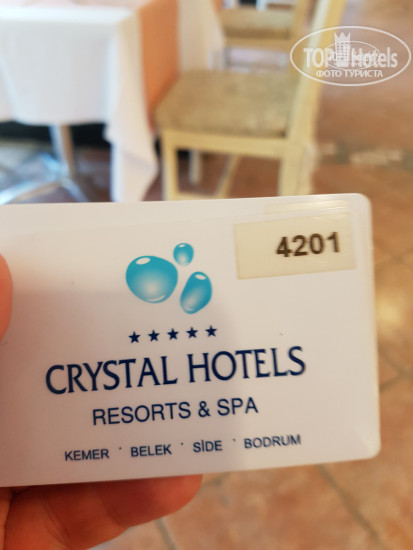 TOP Hotels
ФОТО ТУРИСТА
4201
CRYSTAL HOTELS
RESORTS & SPA
KEMER · BELEK · SİDE · BODRUM